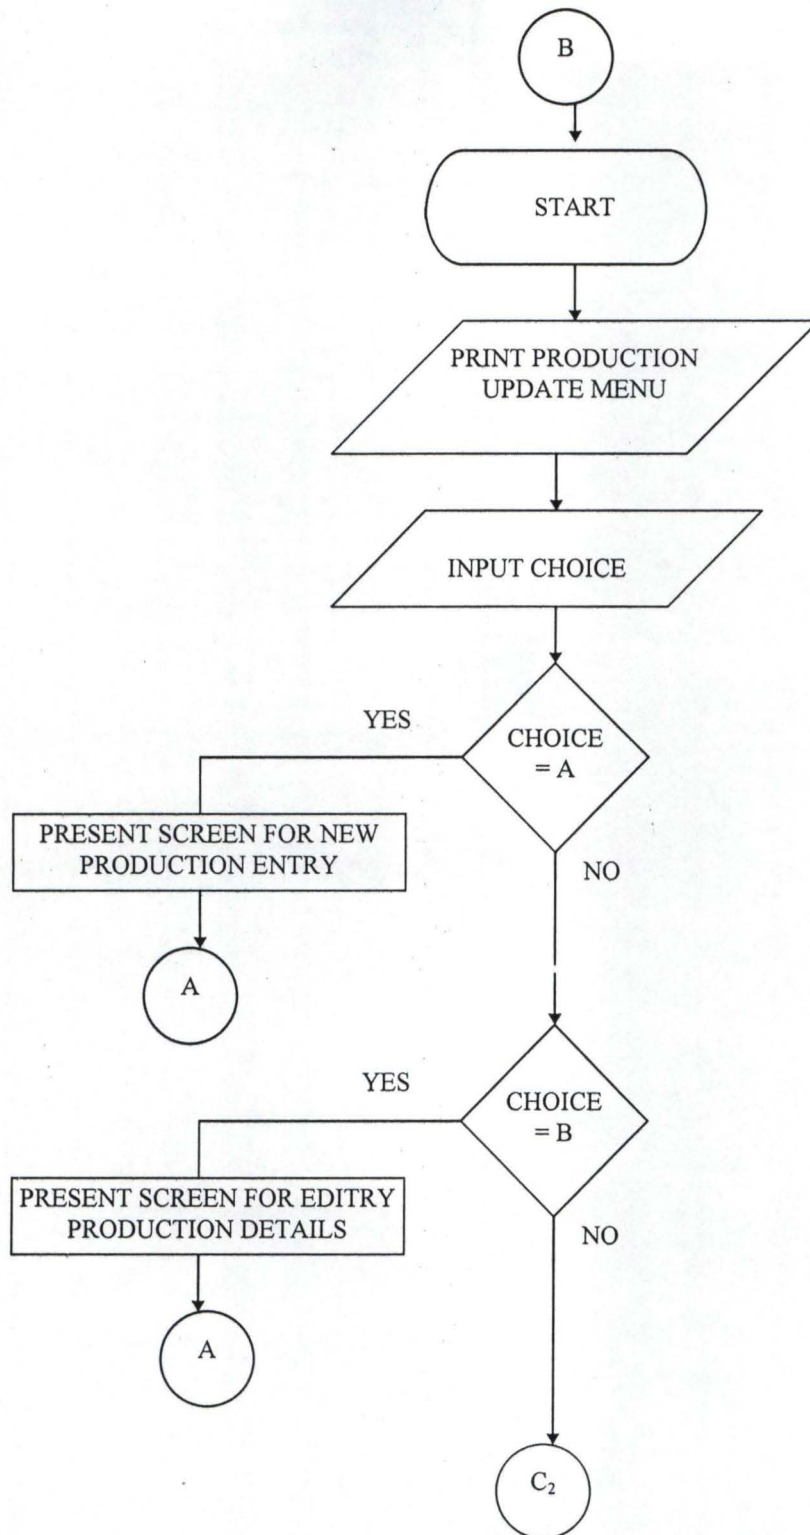 B
START
PRINT PRODUCTION
UPDATE MENU
INPUT CHOICE
YES
CHOICE
= A
PRESENT SCREEN FOR NEW
PRODUCTION ENTRY
NO
A
YES
CHOICE
= B
PRESENT SCREEN FOR EDITRY
PRODUCTION DETAILS
NO
A
C₂